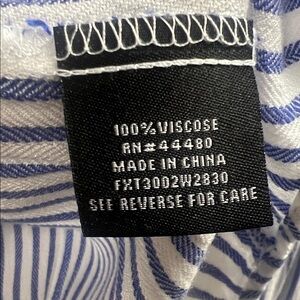 100% VISCOSE
RN# 44480
MADE IN CHINA
FXT3002W2830
SEE REVERSE FOR CARE